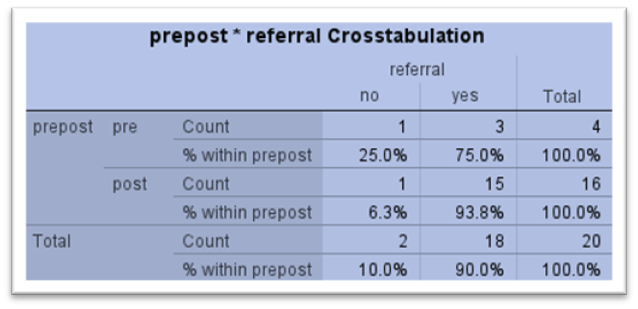 prepost * referral Crosstabulation
referral
no yes Total
prepost pre Count 1 3 4
% within prepost 25.0% 75.0% 100.0%
post Count 1 15 16
% within prepost 6.3% 93.8% 100.0%
Total Count 2 18 20
% within prepost 10.0% 90.0% 100.0%